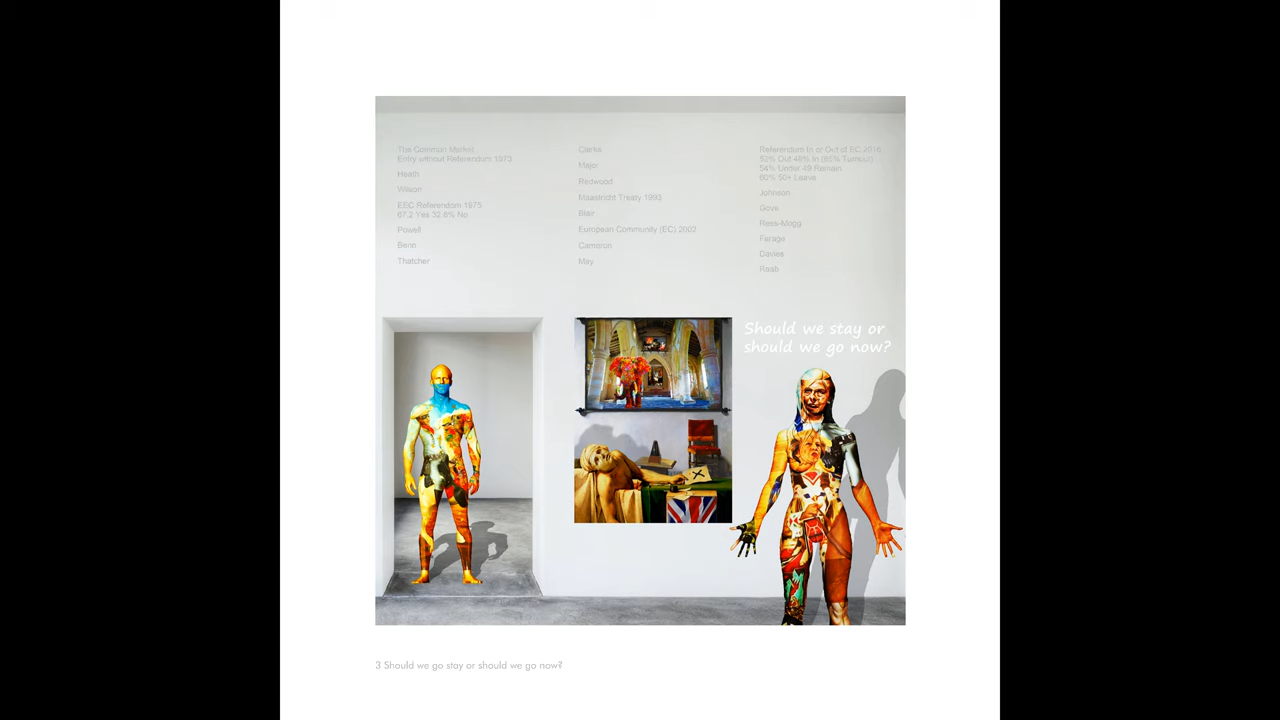 The Common Market
Entry without Referendum 1973
Heath
Wilson
EEC Referendom 1975
67.2 Yes 32.8% No
Powell
Benn
Thatcher
Clarke
Major
Redwood
Maastricht Treaty 1993
Blair
European Community (EC) 2002
Cameron
May
Referendum In or Out of EC 2016
52% Out 48% In (65% Turnout)
54% Under 49 Remain
60% 50+ Leave
Johnson
Gove
Rees-Mogg
Farage
Davies
Raab
Should we stay or
should we go now?
3 Should we go stay or should we go now?